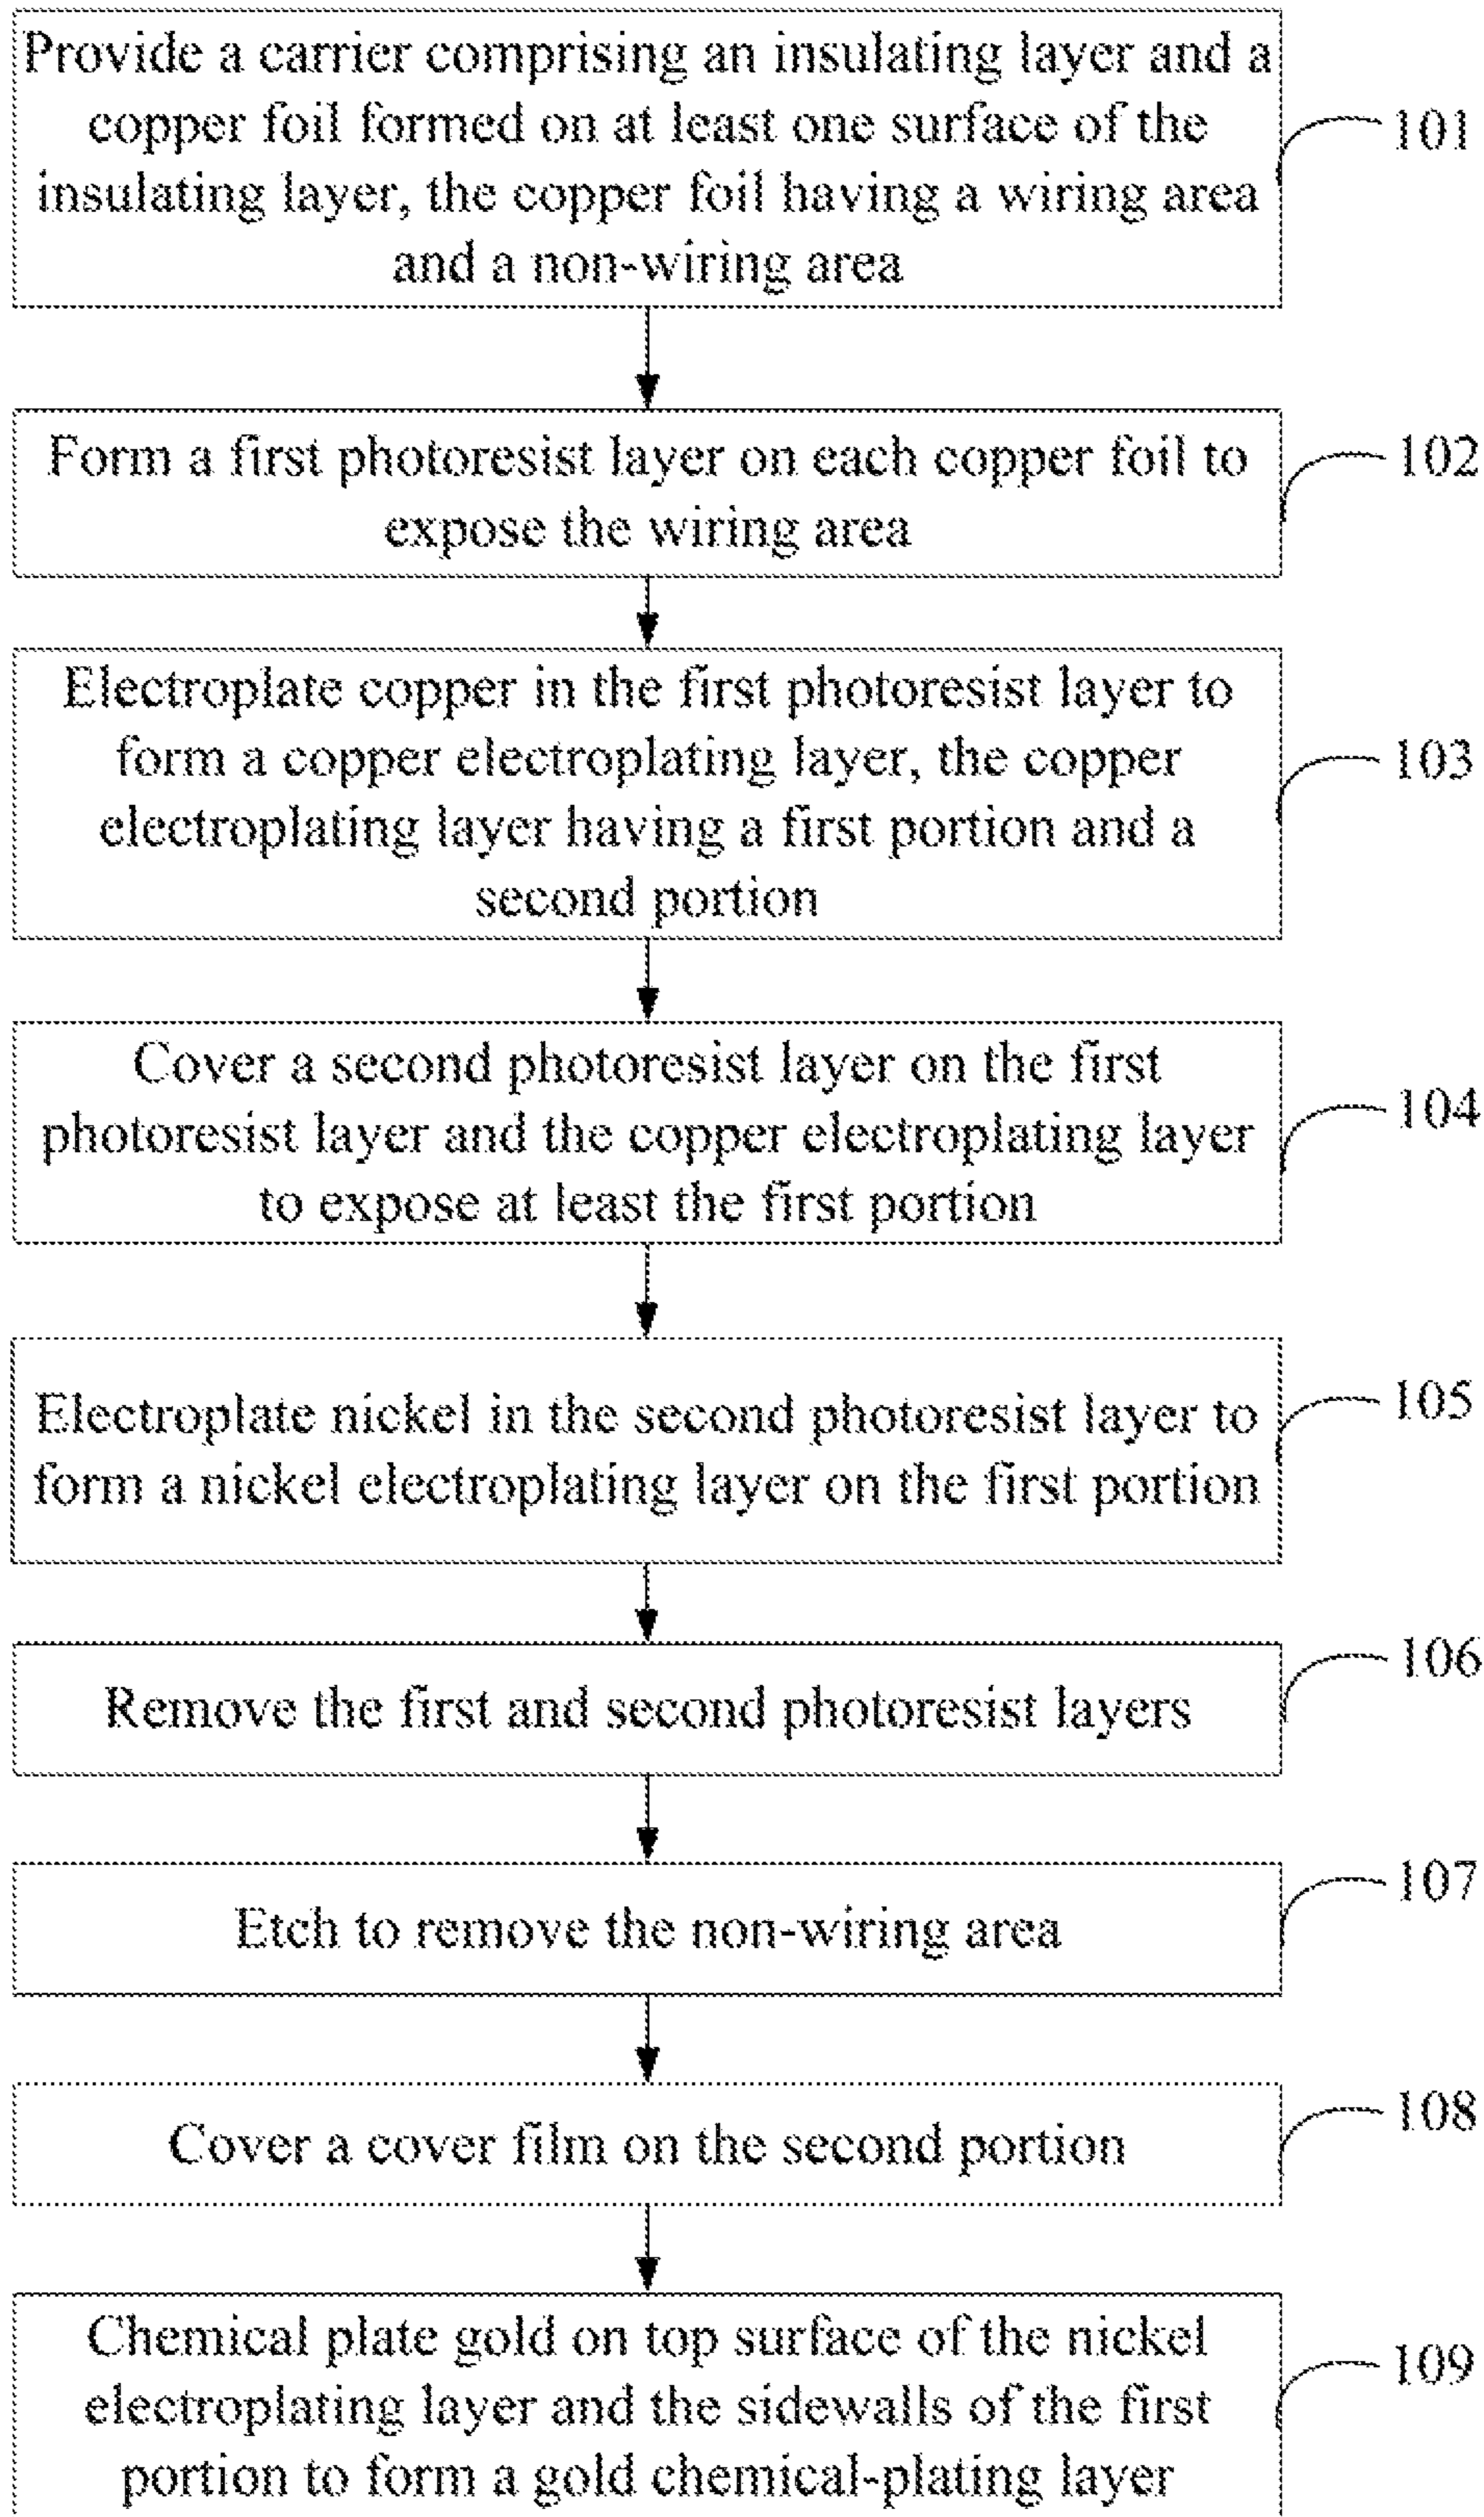 Provide a carrier comprising an insulating layer and a
copper foil formed on at least one surface of the
insulating layer, the copper foil having a wiring area
and a non-wiring area
101
Form a first photoresist layer on each copper foil to
expose the wiring area
102
Electroplate copper in the first photoresist layer to
form a copper electroplating layer, the copper
electroplating layer having a first portion and a
second portion
103
Cover a second photoresist layer on the first
photoresist layer and the copper electroplating layer
to expose at least the first portion
104
Electroplate nickel in the second photoresist layer to
form a nickel electroplating layer on the first portion
105
Remove the first and second photoresist layers
106
Etch to remove the non-wiring area
107
Cover a cover film on the second portion
108
Chemical plate gold on top surface of the nickel
electroplating layer and the sidewalls of the first
portion to form a gold chemical-plating layer
109